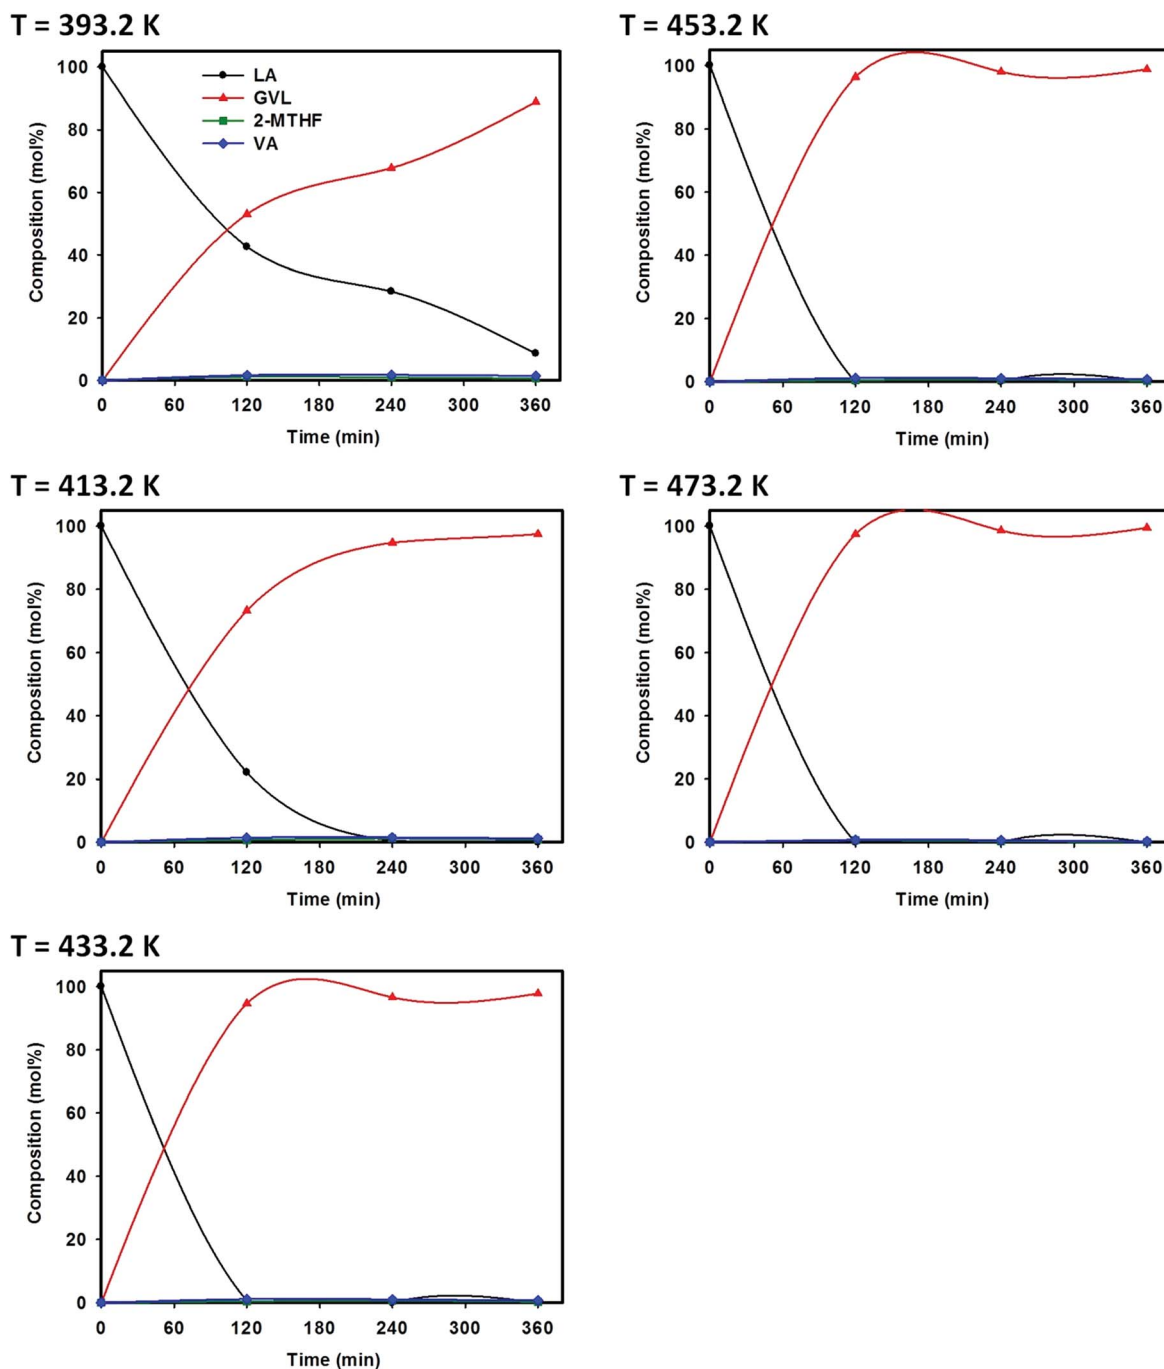 T = 393.2 K
100
80
60
40
20
0
Composition (mol%)
LA
GVL
2-MTHF
VA
0 60 120 180 240 300 360
Time (min)
T = 453.2 K
100
80
60
40
20
0
Composition (mol%)
0 60 120 180 240 300 360
Time (min)
T = 413.2 K
100
80
60
40
20
0
Composition (mol%)
0 60 120 180 240 300 360
Time (min)
T = 473.2 K
100
80
60
40
20
0
Composition (mol%)
0 60 120 180 240 300 360
Time (min)
T = 433.2 K
100
80
60
40
20
0
Composition (mol%)
0 60 120 180 240 300 360
Time (min)